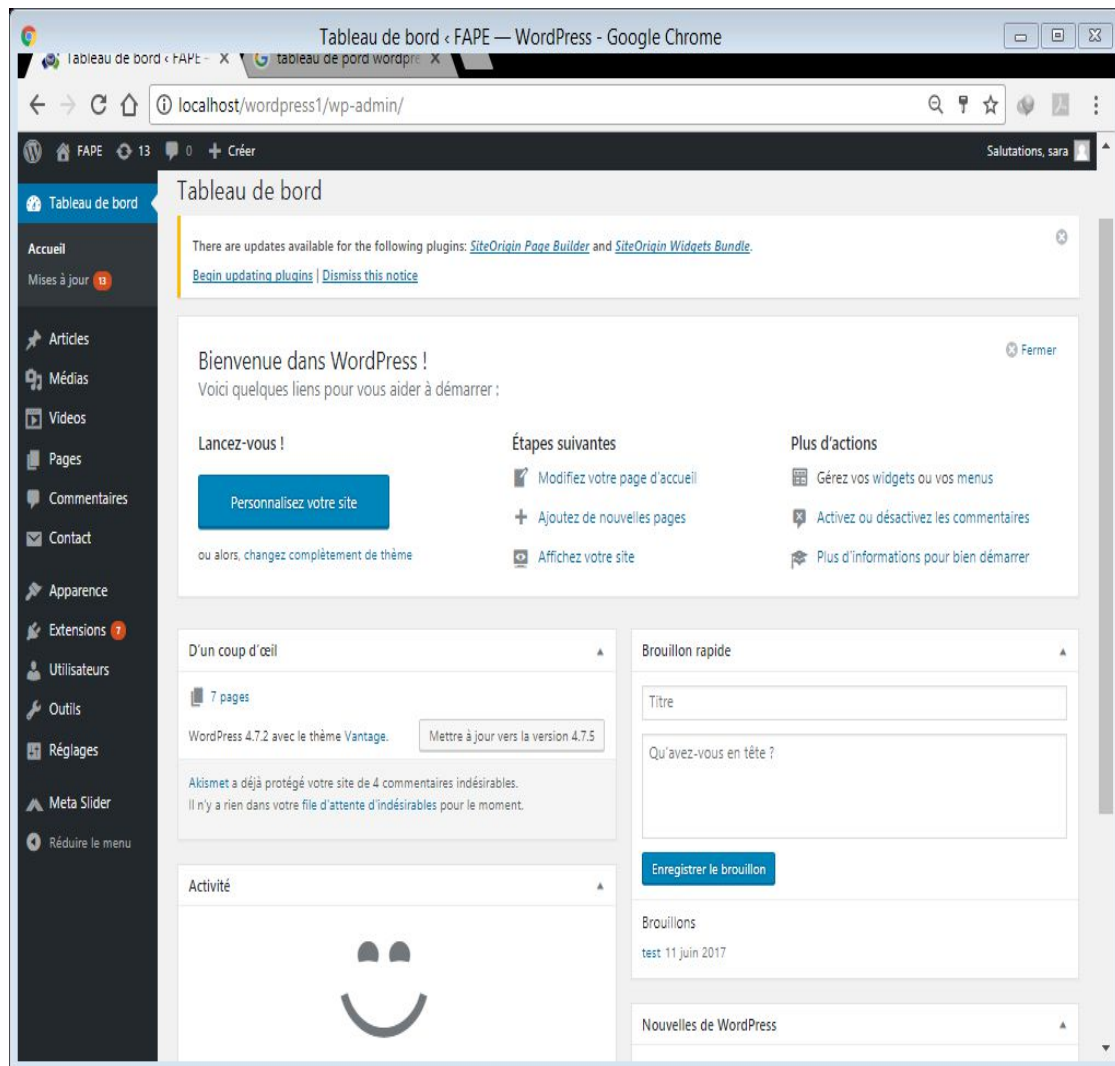 Tableau de bord ‹ FAPE — WordPress - Google Chrome
Tableau de bord ‹ FAPE - X
tableau de pord wordpre X
localhost/wordpress1/wp-admin/
FAPE 13 0 + Créer
Salutations, sara
Tableau de bord
Accueil
Mises à jour 13
Articles
Médias
Videos
Pages
Commentaires
Contact
Apparence
Extensions 7
Utilisateurs
Outils
Réglages
Meta Slider
Réduire le menu
Tableau de bord
There are updates available for the following plugins: SiteOrigin Page Builder and SiteOrigin Widgets Bundle.
Begin updating plugins | Dismiss this notice
Bienvenue dans WordPress !
Fermer
Voici quelques liens pour vous aider à démarrer :
Lancez-vous !
Personnalisez votre site
ou alors, changez complètement de thème
Étapes suivantes
Modifiez votre page d'accueil
Ajoutez de nouvelles pages
Affichez votre site
Plus d'actions
Gérez vos widgets ou vos menus
Activez ou désactivez les commentaires
Plus d'informations pour bien démarrer
D'un coup d'œil
7 pages
WordPress 4.7.2 avec le thème Vantage.
Mettre à jour vers la version 4.7.5
Akismet a déjà protégé votre site de 4 commentaires indésirables.
Il n'y a rien dans votre file d'attente d'indésirables pour le moment.
Activité
Brouillon rapide
Titre
Qu'avez-vous en tête ?
Enregistrer le brouillon
Brouillons
test 11 juin 2017
Nouvelles de WordPress